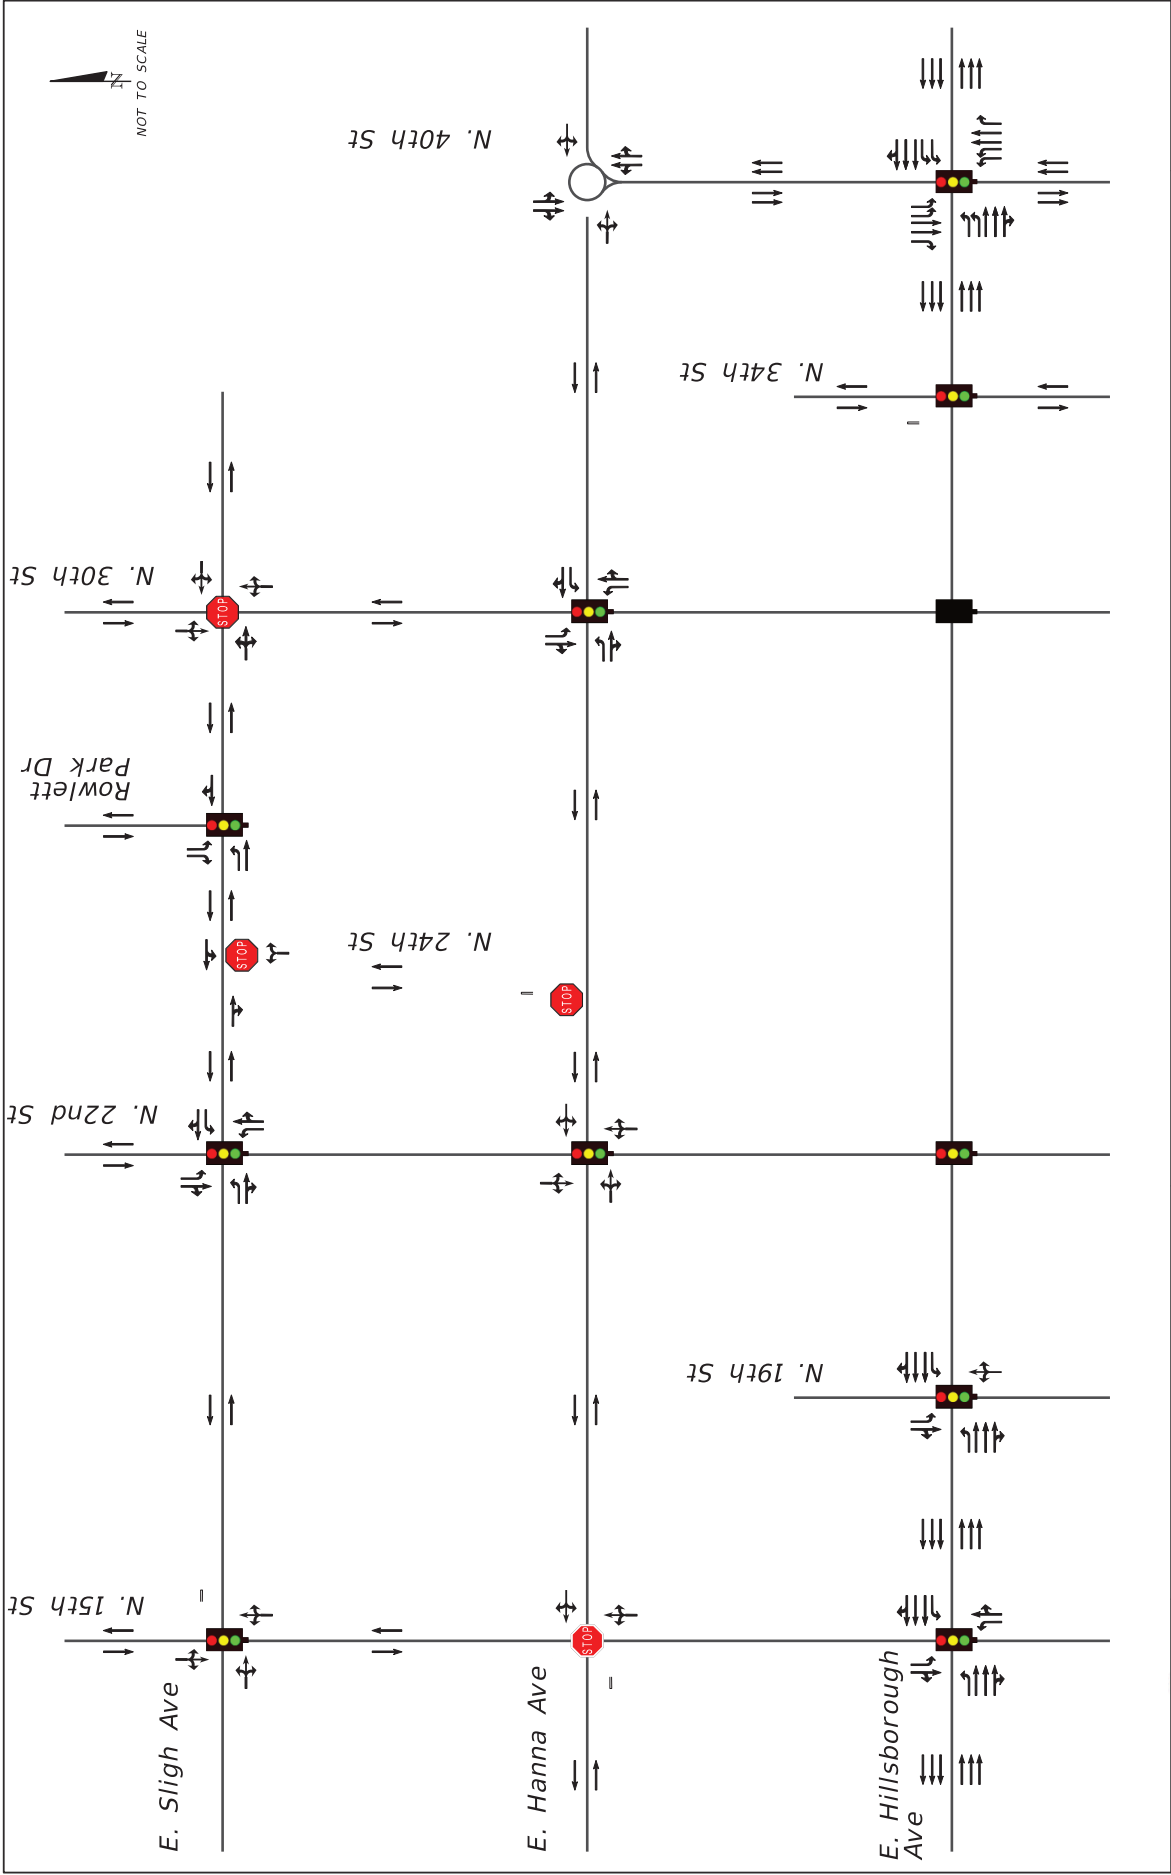 N
NOT TO SCALE
N. 40th St
N. 34th St
N. 30th St
STOP
Rowlett
Park Dr
STOP
N. 24th St
STOP
N. 22nd St
N. 19th St
N. 15th St
STOP
E. Sligh Ave
E. Hanna Ave
E. Hillsborough
Ave